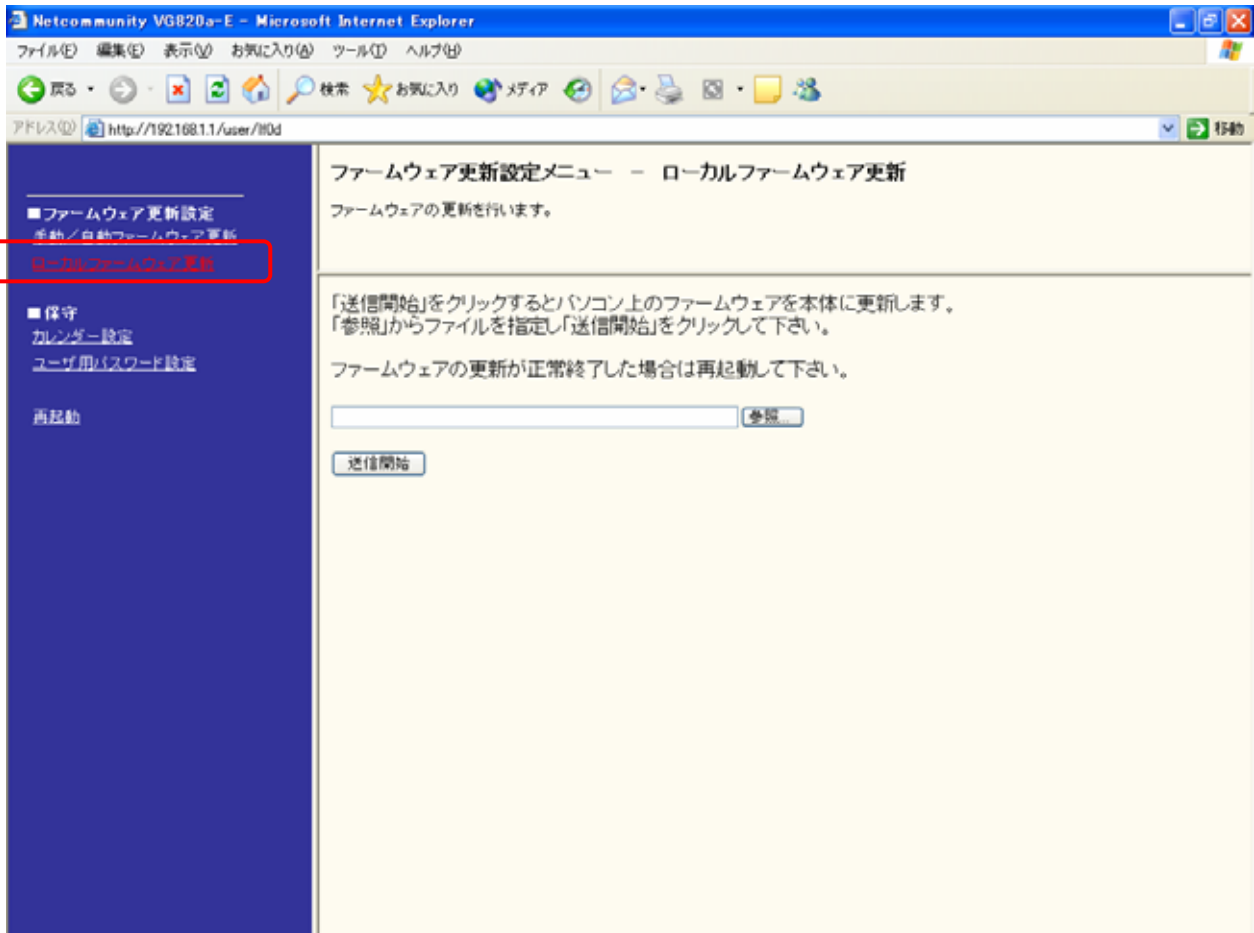 Netcommunity VG820a-E - Microsoft Internet Explorer
ファイル(F) 編集(E) 表示(V) お気に入り(A) ツール(T) ヘルプ(H)
戻る 検索 お気に入り メディア
アドレス(D) http://192.168.1.1/user/ 移動
■ファームウェア更新設定
手動／自動ファームウェア更新
ローカルファームウェア更新
■保守
カレンダー設定
ユーザ用パスワード設定
再起動
ファームウェア更新設定メニュー － ローカルファームウェア更新
ファームウェアの更新を行います。
「送信開始」をクリックするとパソコン上のファームウェアを本体に更新します。
「参照」からファイルを指定し「送信開始」をクリックして下さい。
ファームウェアの更新が正常終了した場合は再起動して下さい。
参照...
送信開始